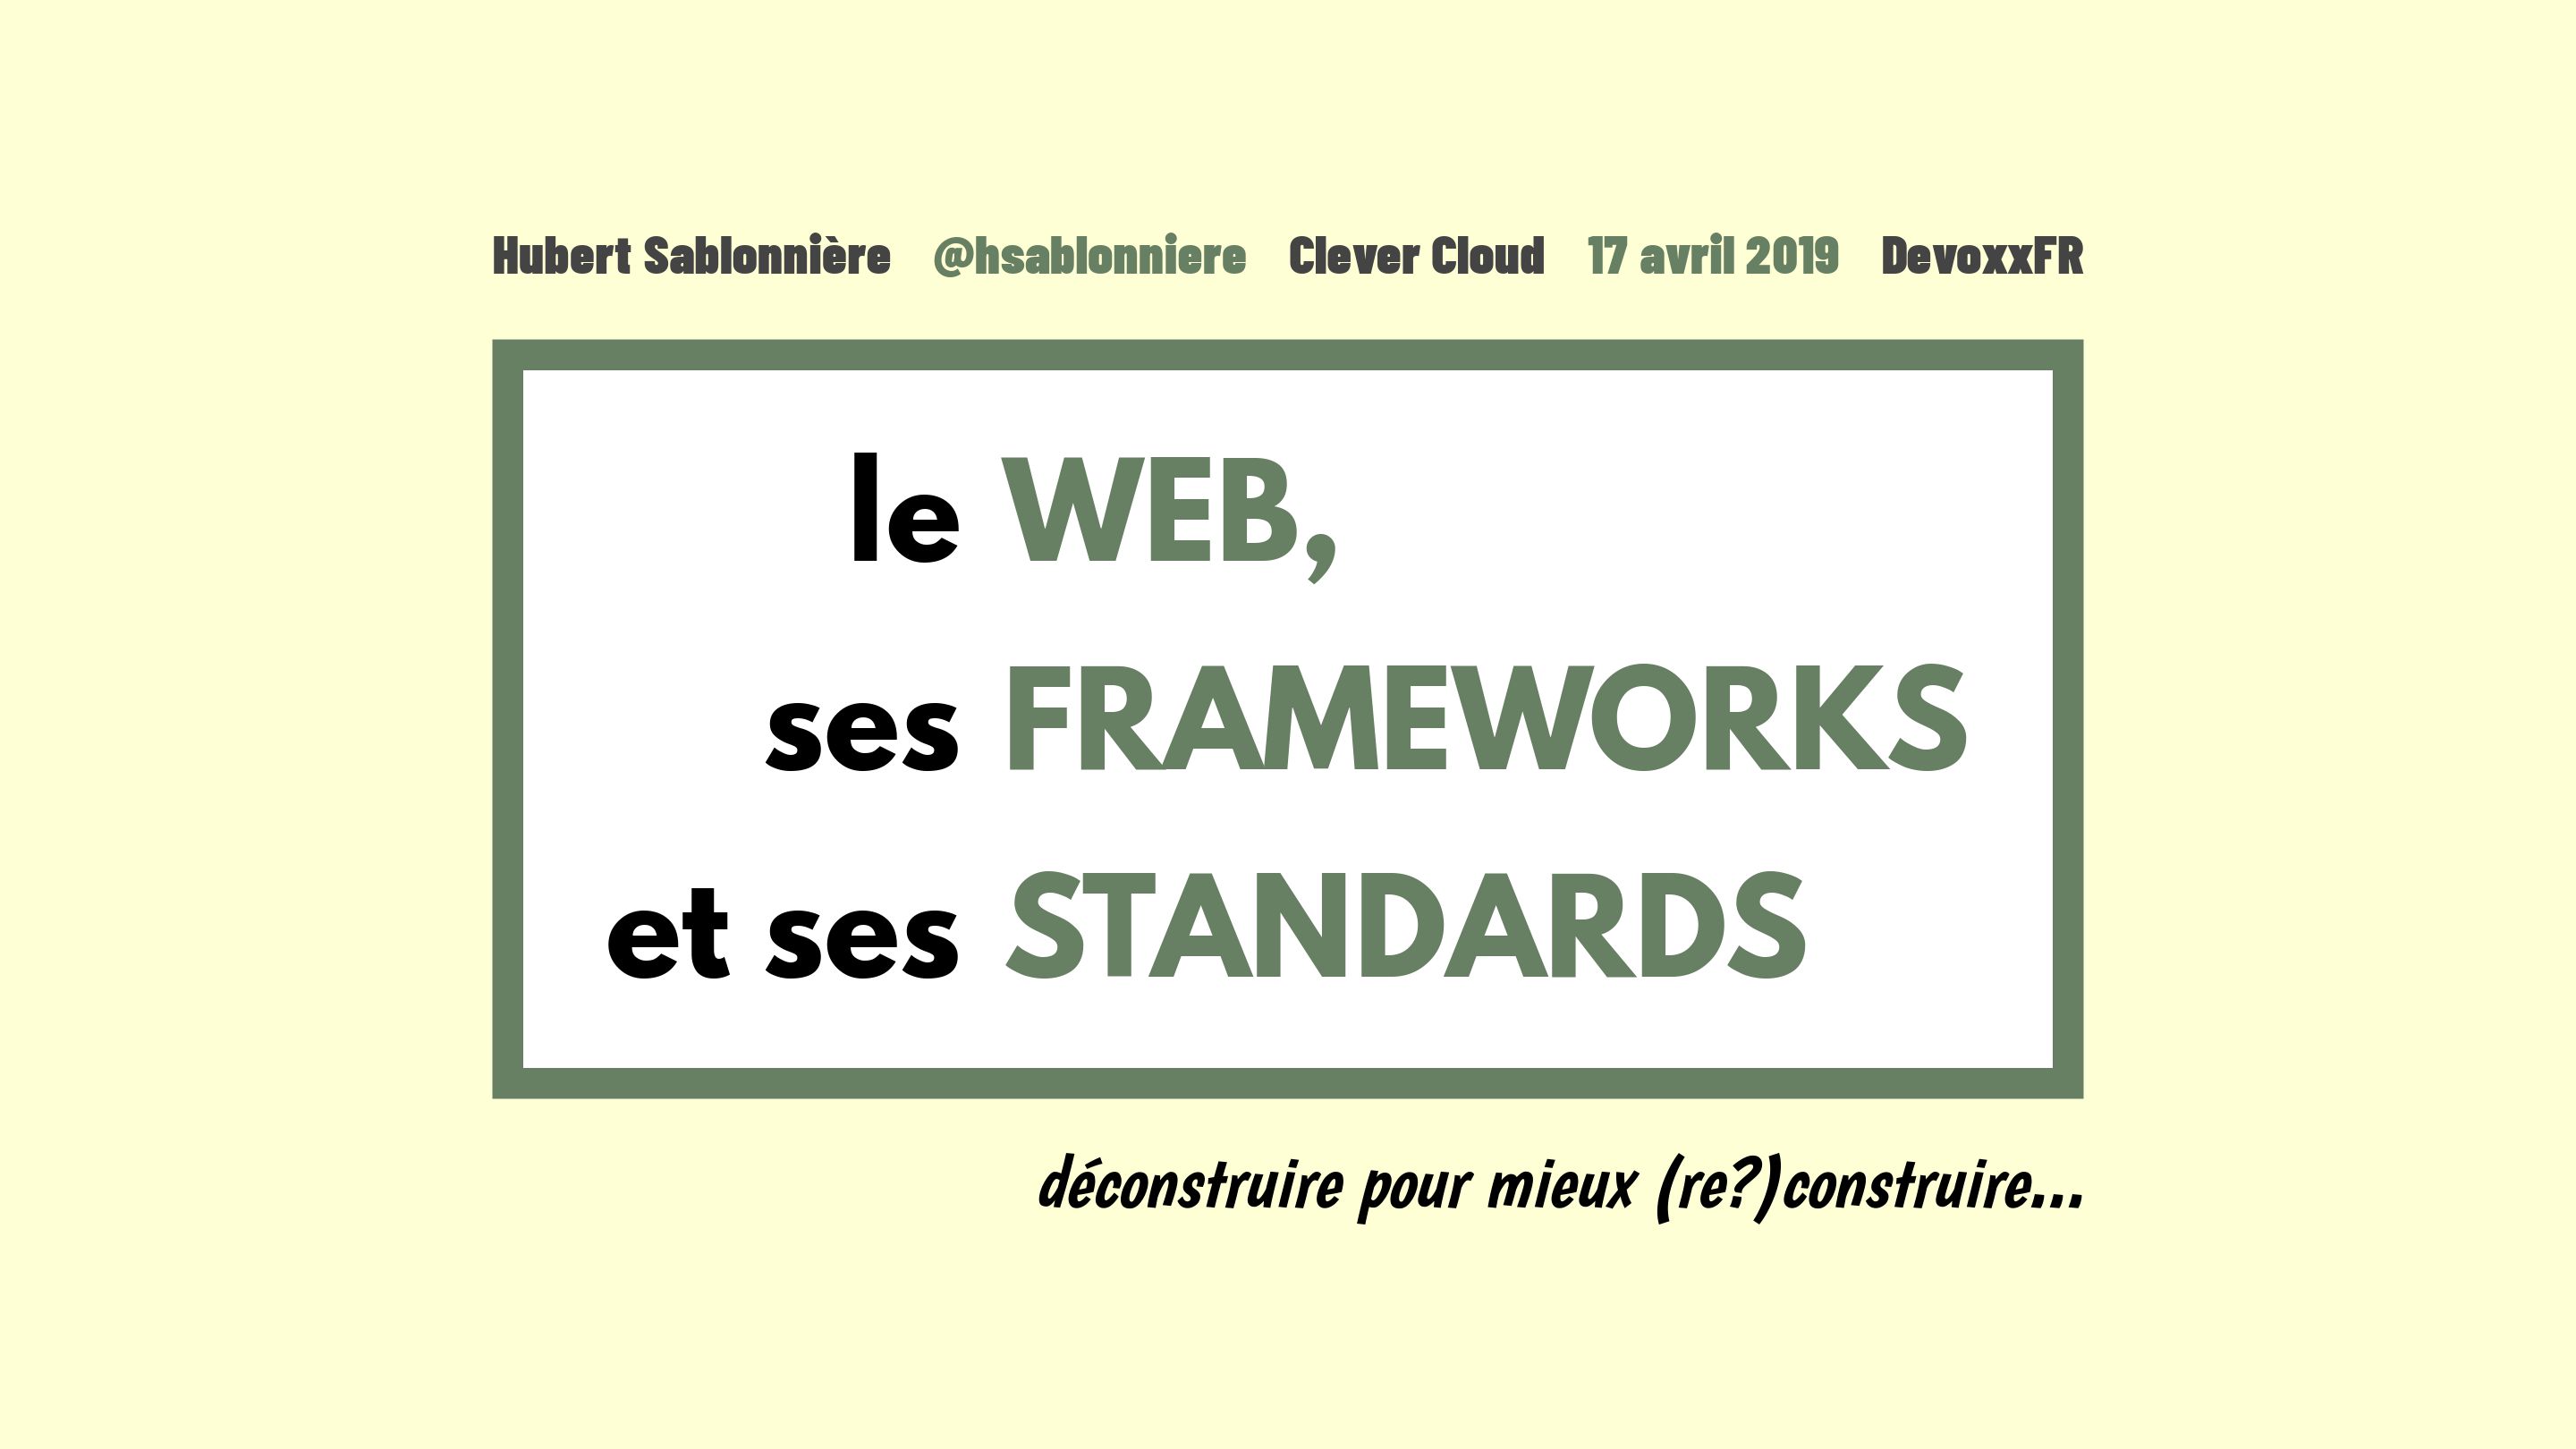 Hubert Sablonnière @hsablonniere Clever Cloud 17 avril 2019 DevoxxFR
le WEB,
ses FRAMEWORKS
et ses STANDARDS
déconstruire pour mieux (re?)construire...